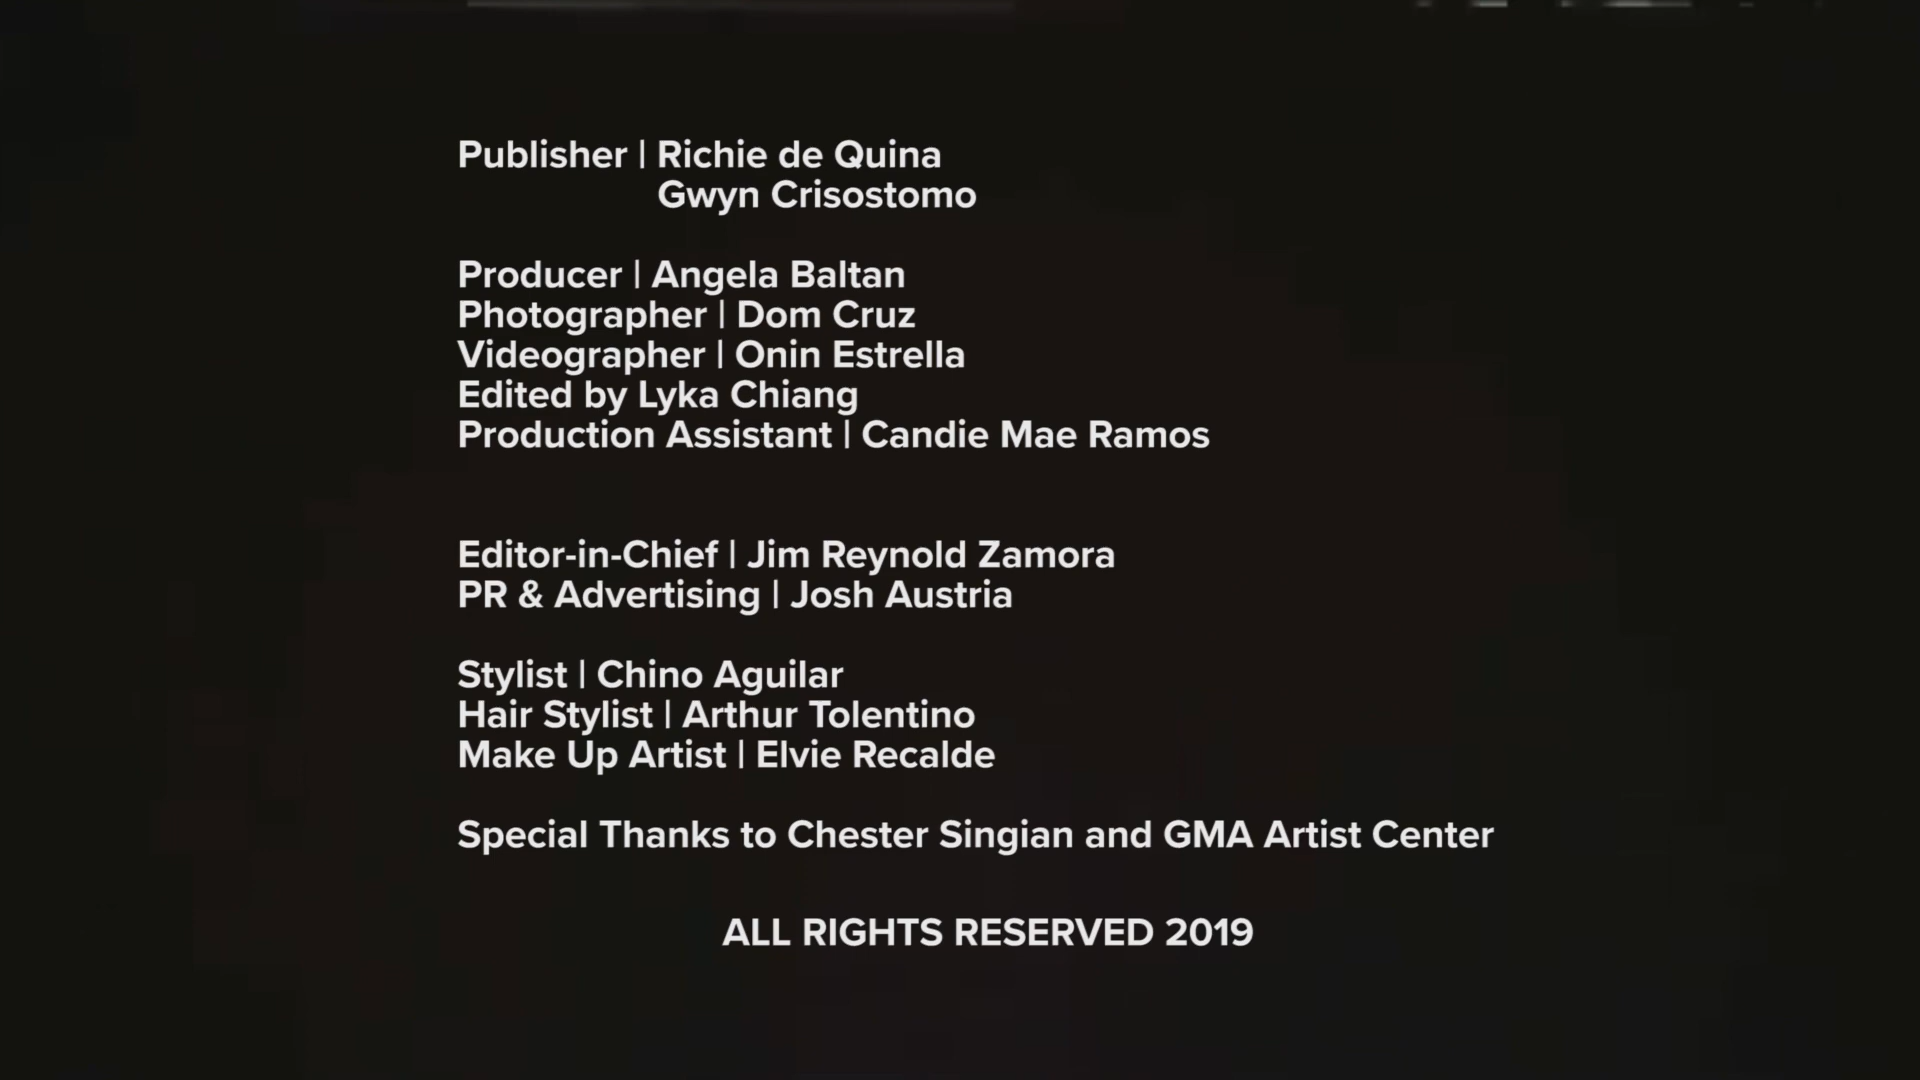 Publisher | Richie de Quina
Gwyn Crisostomo
Producer | Angela Baltan
Photographer | Dom Cruz
Videographer | Onin Estrella
Edited by Lyka Chiang
Production Assistant | Candie Mae Ramos
Editor-in-Chief | Jim Reynold Zamora
PR & Advertising | Josh Austria
Stylist | Chino Aguilar
Hair Stylist | Arthur Tolentino
Make Up Artist | Elvie Recalde
Special Thanks to Chester Singian and GMA Artist Center
ALL RIGHTS RESERVED 2019